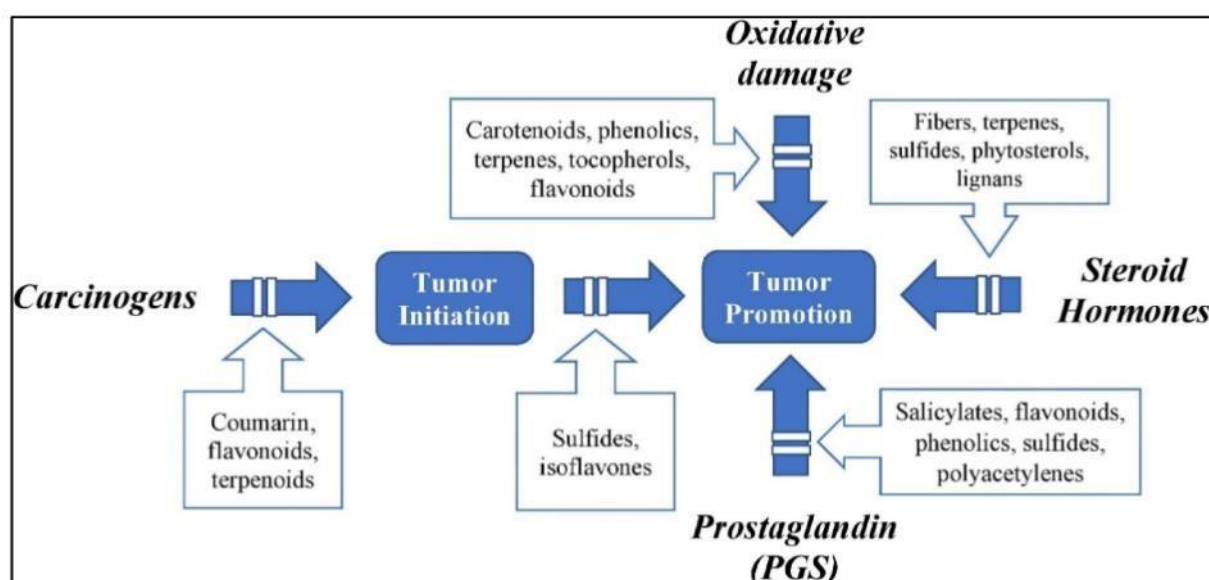 Oxidative
damage
Carotenoids, phenolics,
terpenes, tocopherols,
flavonoids
Fibers, terpenes,
sulfides, phytosterols,
lignans
Carcinogens
Tumor
Initiation
Tumor
Promotion
Steroid
Hormones
Coumarin,
flavonoids,
terpenoids
Sulfides,
isoflavones
Salicylates, flavonoids,
phenolics, sulfides,
polyacetylenes
Prostaglandin
(PGS)